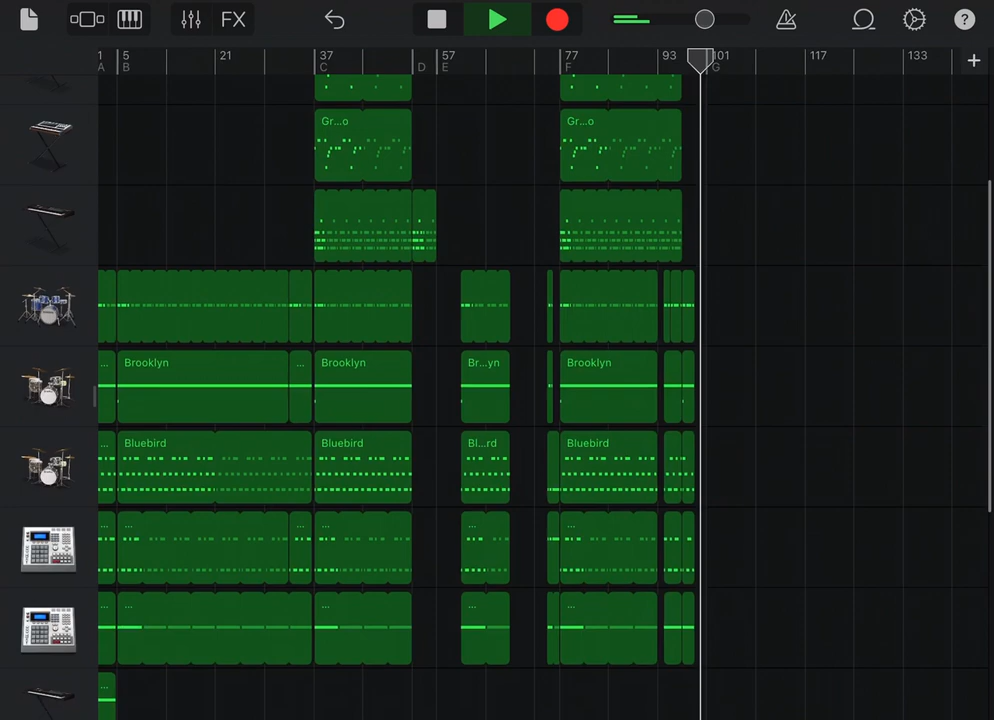 FX
?
1 5 21 37 57 77 93 101 117 133 +
A B C D E F G
Gr...o Gr...o
Brooklyn ... Brooklyn Br...yn Brooklyn
... Bluebird Bluebird Bl...rd Bluebird
... ... ... ... ... ...
... ... ... ... ...
...